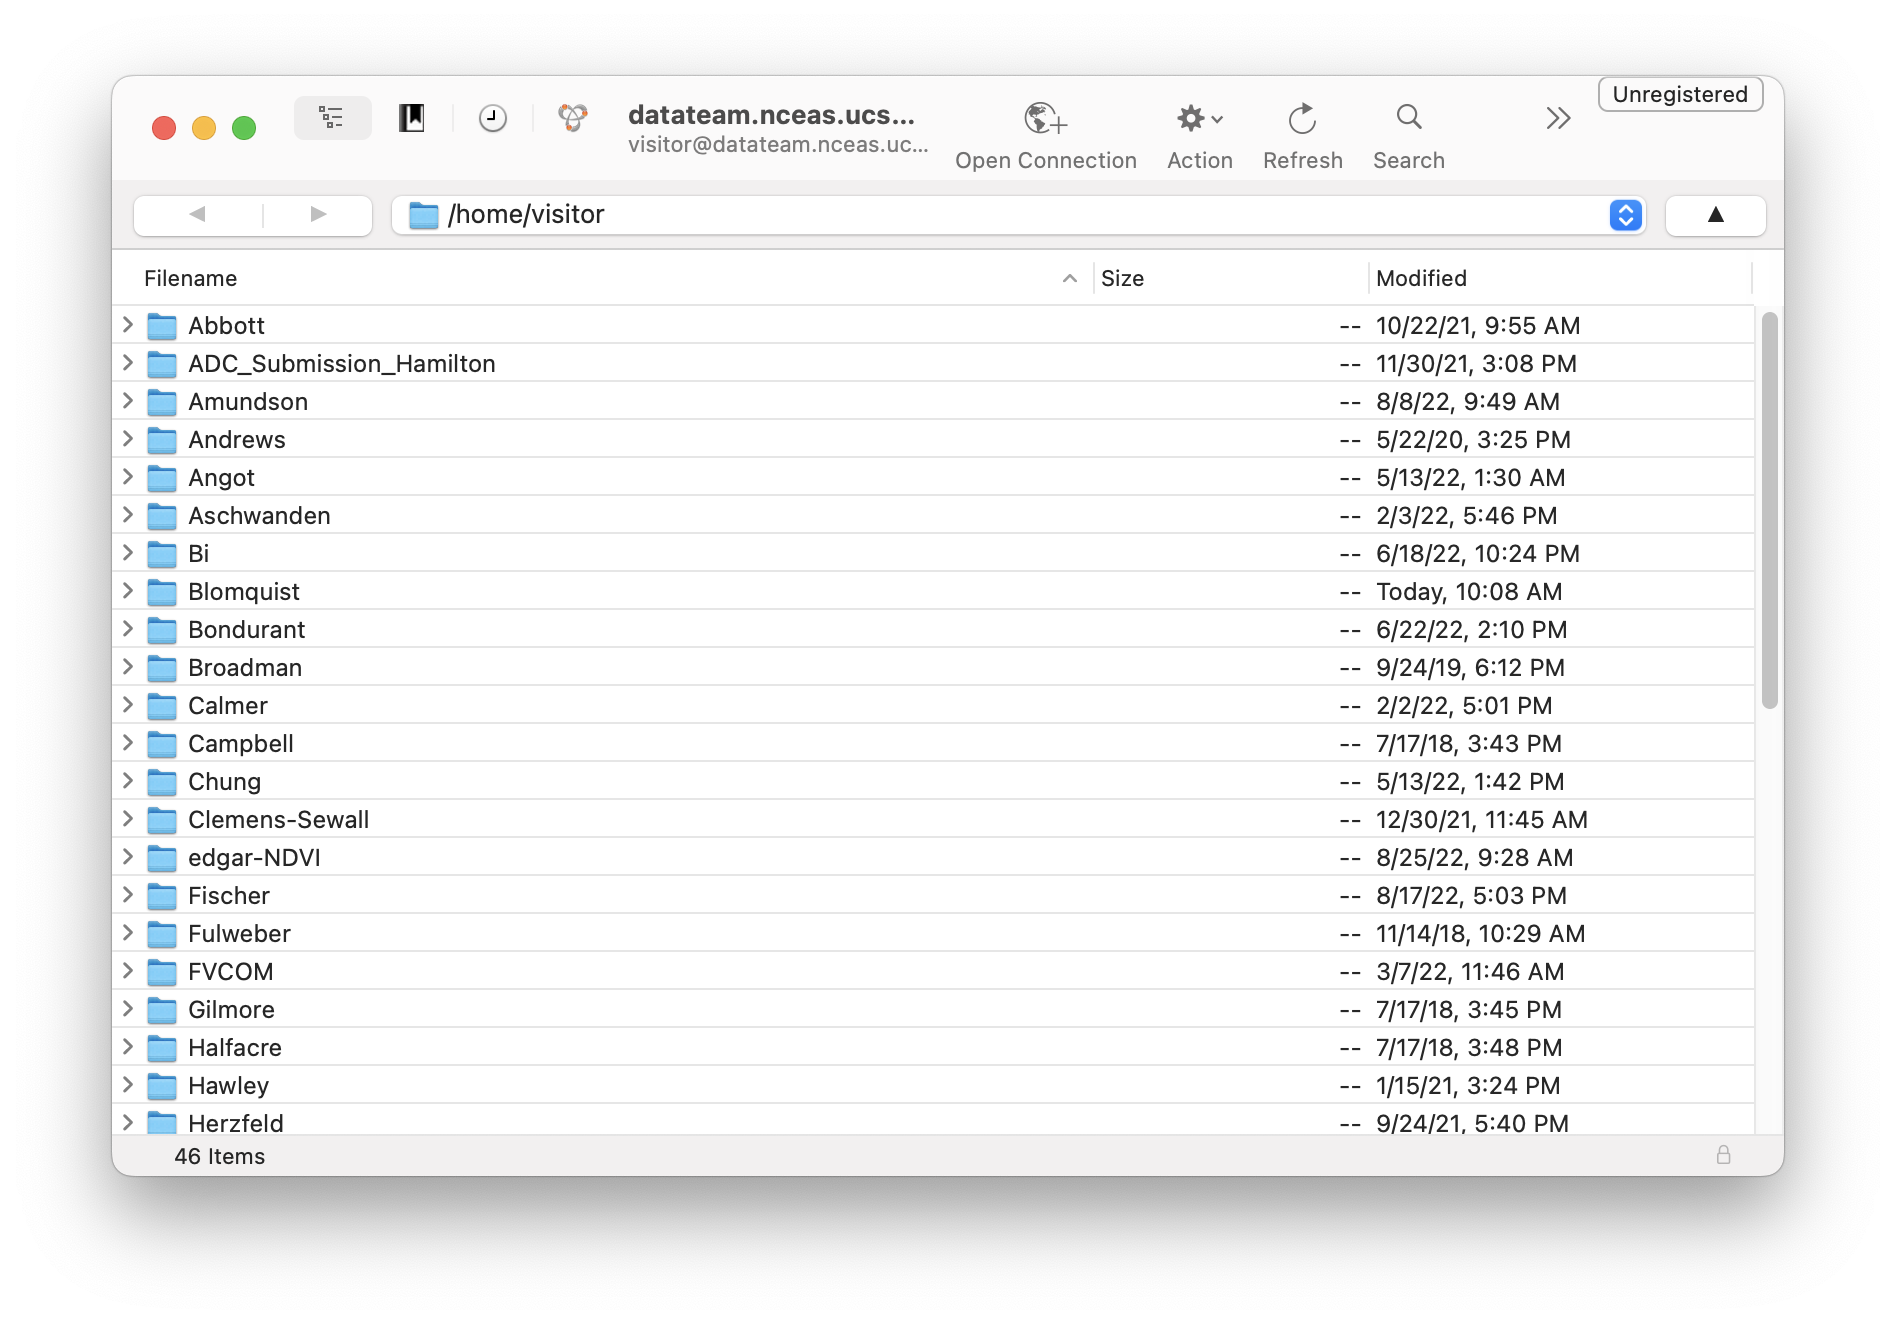 Unregistered
datateam.nceas.ucs...
visitor@datateam.nceas.uc...
Open Connection Action Refresh Search
/home/visitor
Filename Size Modified
Abbott -- 10/22/21, 9:55 AM
ADC_Submission_Hamilton -- 11/30/21, 3:08 PM
Amundson -- 8/8/22, 9:49 AM
Andrews -- 5/22/20, 3:25 PM
Angot -- 5/13/22, 1:30 AM
Aschwanden -- 2/3/22, 5:46 PM
Bi -- 6/18/22, 10:24 PM
Blomquist -- Today, 10:08 AM
Bondurant -- 6/22/22, 2:10 PM
Broadman -- 9/24/19, 6:12 PM
Calmer -- 2/2/22, 5:01 PM
Campbell -- 7/17/18, 3:43 PM
Chung -- 5/13/22, 1:42 PM
Clemens-Sewall -- 12/30/21, 11:45 AM
edgar-NDVI -- 8/25/22, 9:28 AM
Fischer -- 8/17/22, 5:03 PM
Fulweber -- 11/14/18, 10:29 AM
FVCOM -- 3/7/22, 11:46 AM
Gilmore -- 7/17/18, 3:45 PM
Halfacre -- 7/17/18, 3:48 PM
Hawley -- 1/15/21, 3:24 PM
Herzfeld -- 9/24/21, 5:40 PM
46 Items